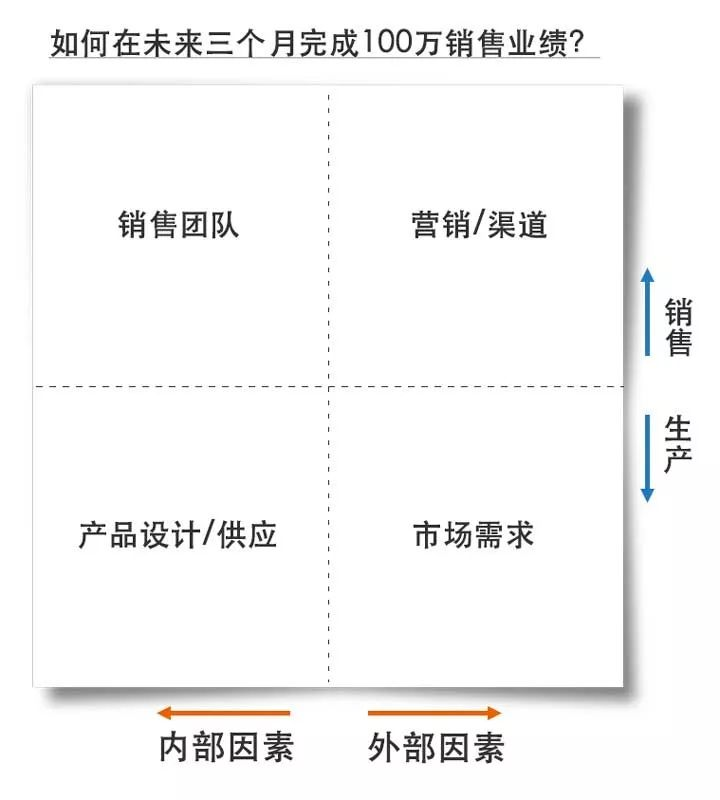 如何在未来三个月完成100万销售业绩？
销售团队
营销/渠道
销售
生产
产品设计/供应
市场需求
内部因素
外部因素